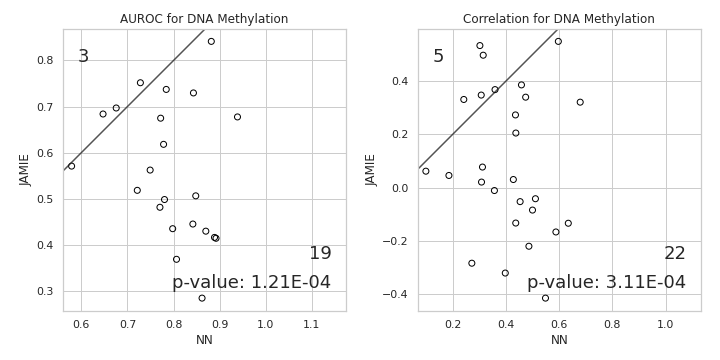 AUROC for DNA Methylation
3
19
p-value: 1.21E-04
0.8
0.7
0.6
0.5
0.4
0.3
JAMIE
0.6 0.7 0.8 0.9 1.0 1.1
NN
Correlation for DNA Methylation
5
22
p-value: 3.11E-04
0.4
0.2
0.0
−0.2
−0.4
JAMIE
0.2 0.4 0.6 0.8 1.0
NN